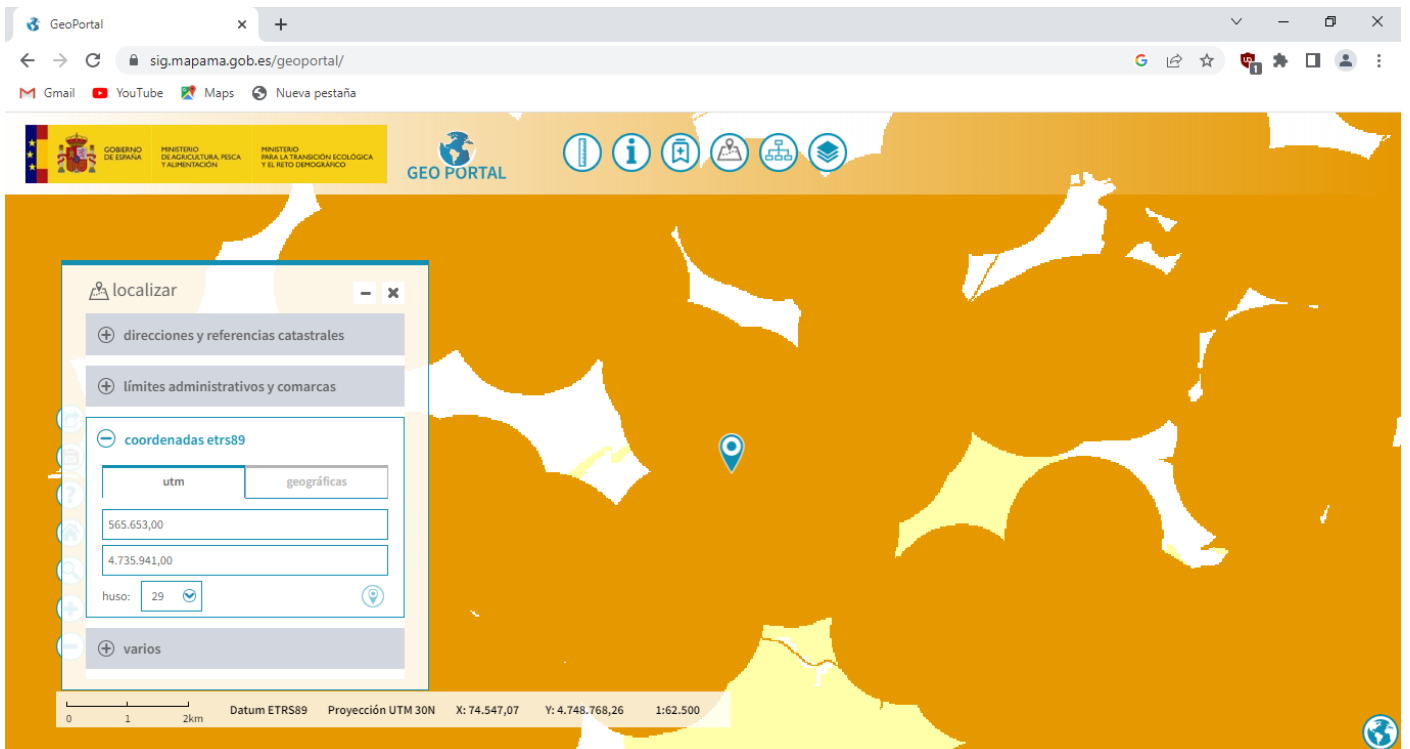 GeoPortal
sig.mapama.gob.es/geoportal/
1
Gmail YouTube Maps Nueva pestaña
GOBIERNO
DE ESPAÑA
MINISTERIO
DE AGRICULTURA, PESCA
Y ALIMENTACIÓN
MINISTERIO
PARA LA TRANSICIÓN ECOLÓGICA
Y EL RETO DEMOGRÁFICO
GEO PORTAL
localizar
direcciones y referencias catastrales
límites administrativos y comarcas
coordenadas etrs89
utm geográficas
565.653,00
4.735.941,00
huso: 29
varios
0 1 2km
Datum ETRS89 Proyección UTM 30N X: 74.547,07 Y: 4.748.768,26 1:62.500